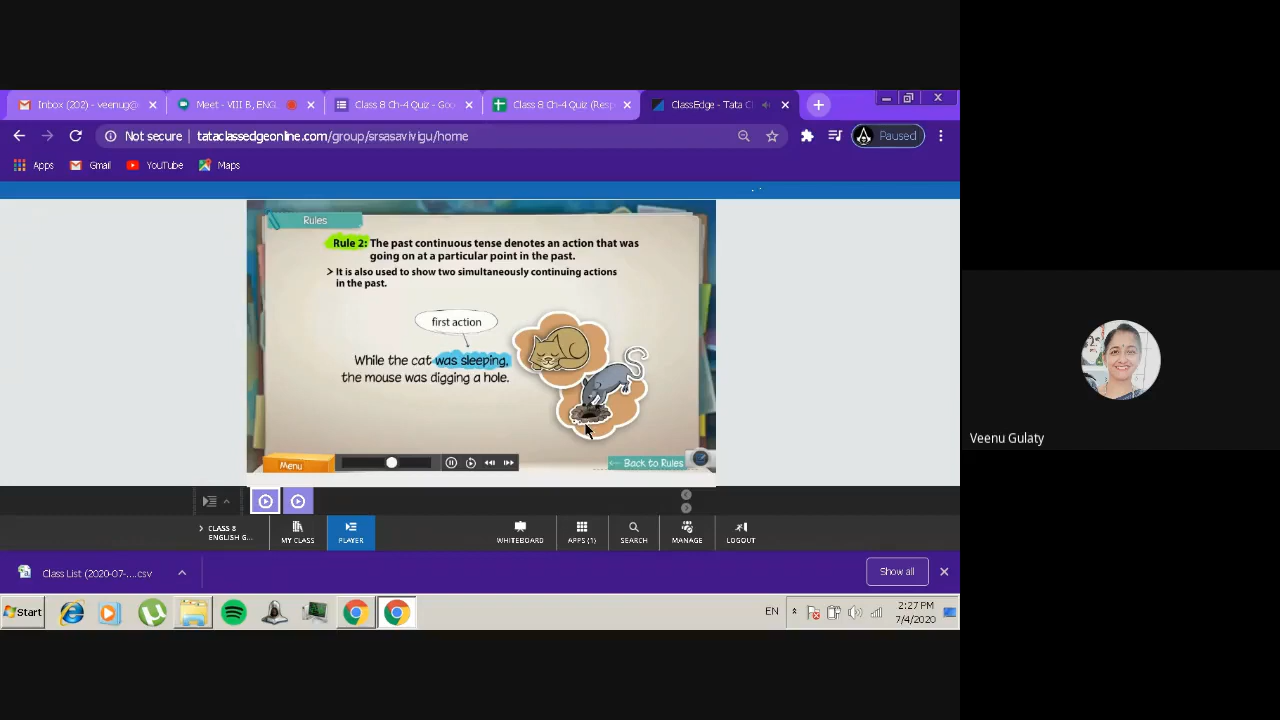 Inbox (202) - veenug@
Meet - VIII B, ENG
Class 8 Ch-4 Quiz - Goo
Class 8 Ch-4 Quiz (Resp
ClassEdge - Tata Cl
Not secure | tataclassedgeonline.com/group/srsasavivigu/home
Paused
Apps
Gmail
YouTube
Maps
Rules
Rule 2: The past continuous tense denotes an action that was
going on at a particular point in the past.
> It is also used to show two simultaneously continuing actions
in the past.
first action
While the cat was sleeping,
the mouse was digging a hole.
Menu
Back to Rules
Veenu Gulaty
CLASS 8
ENGLISH G...
MY CLASS
PLAYER
WHITEBOARD
APPS (1)
SEARCH
MANAGE
LOGOUT
Class List (2020-07-....csv
Show all
Start
EN
2:27 PM
7/4/2020